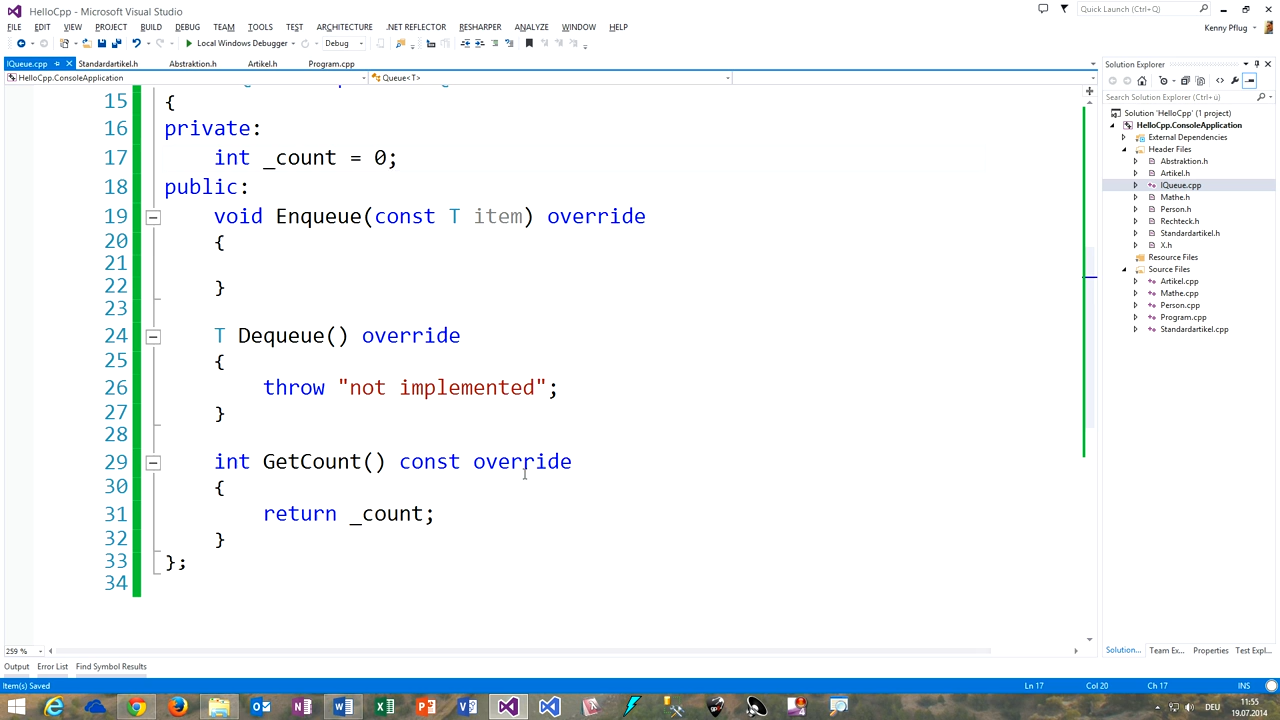 HelloCpp - Microsoft Visual Studio
Quick Launch (Ctrl+Q)
FILE EDIT VIEW PROJECT BUILD DEBUG TEAM TOOLS TEST ARCHITECTURE .NET REFLECTOR RESHARPER ANALYZE WINDOW HELP
Kenny Pflug
Local Windows Debugger
Debug
IQueue.cpp
Standardartikel.h
Abstraktion.h
Artikel.h
Program.cpp
HelloCpp.ConsoleApplication
Queue<T>
15 {
16 private:
17 int _count = 0;
18 public:
19 void Enqueue(const T item) override
20 {
21
22 }
23
24 T Dequeue() override
25 {
26 throw "not implemented";
27 }
28
29 int GetCount() const override
30 {
31 return _count;
32 }
33 };
34
259 %
Solution Explorer
Search Solution Explorer (Ctrl+ü)
Solution 'HelloCpp' (1 project)
HelloCpp.ConsoleApplication
External Dependencies
Header Files
Abstraktion.h
Artikel.h
IQueue.cpp
Mathe.h
Person.h
Rechteck.h
Standardartikel.h
X.h
Resource Files
Source Files
Artikel.cpp
Mathe.cpp
Person.cpp
Program.cpp
Standardartikel.cpp
Solution... Team Ex... Properties Test Expl...
Output Error List Find Symbol Results
Item(s) Saved
Ln 17 Col 20 Ch 17 INS
DEU
11:55
19.07.2014